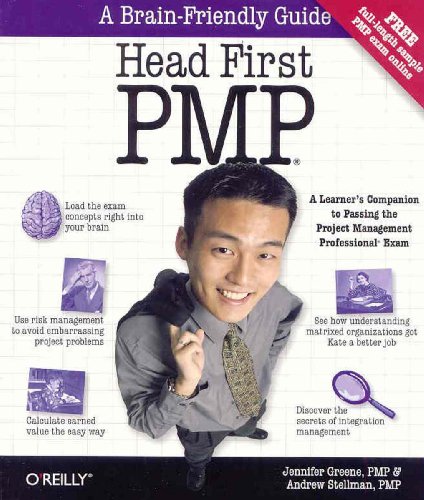 A Brain-Friendly Guide
FREE
full-length sample
PMP exam online
Head First
PMP®
Load the exam
concepts right into
your brain
A Learner's Companion
to Passing the
Project Management
Professional® Exam
Use risk management
to avoid embarrassing
project problems
See how understanding
matrixed organizations got
Kate a better job
Calculate earned
value the easy way
Discover the
secrets of integration
management
O'REILLY®
Jennifer Greene, PMP &
Andrew Stellman, PMP